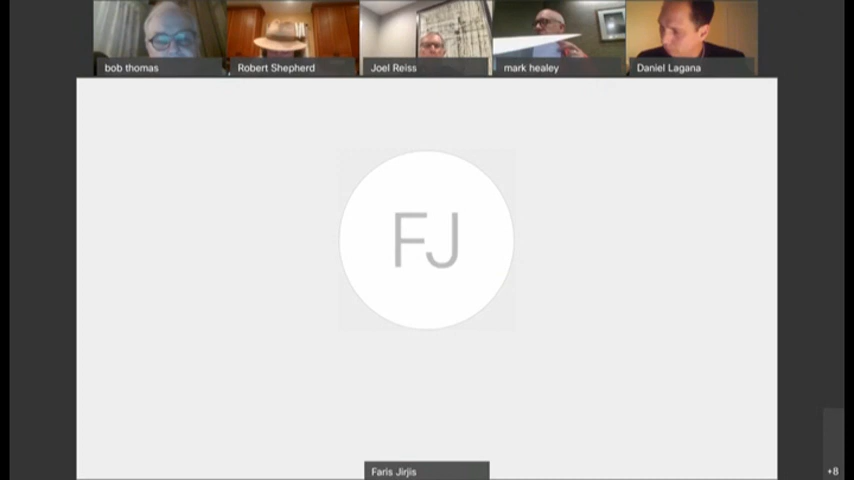 bob thomas
Robert Shepherd
Joel Reiss
mark healey
Daniel Lagana
FJ
Faris Jirjis
+8